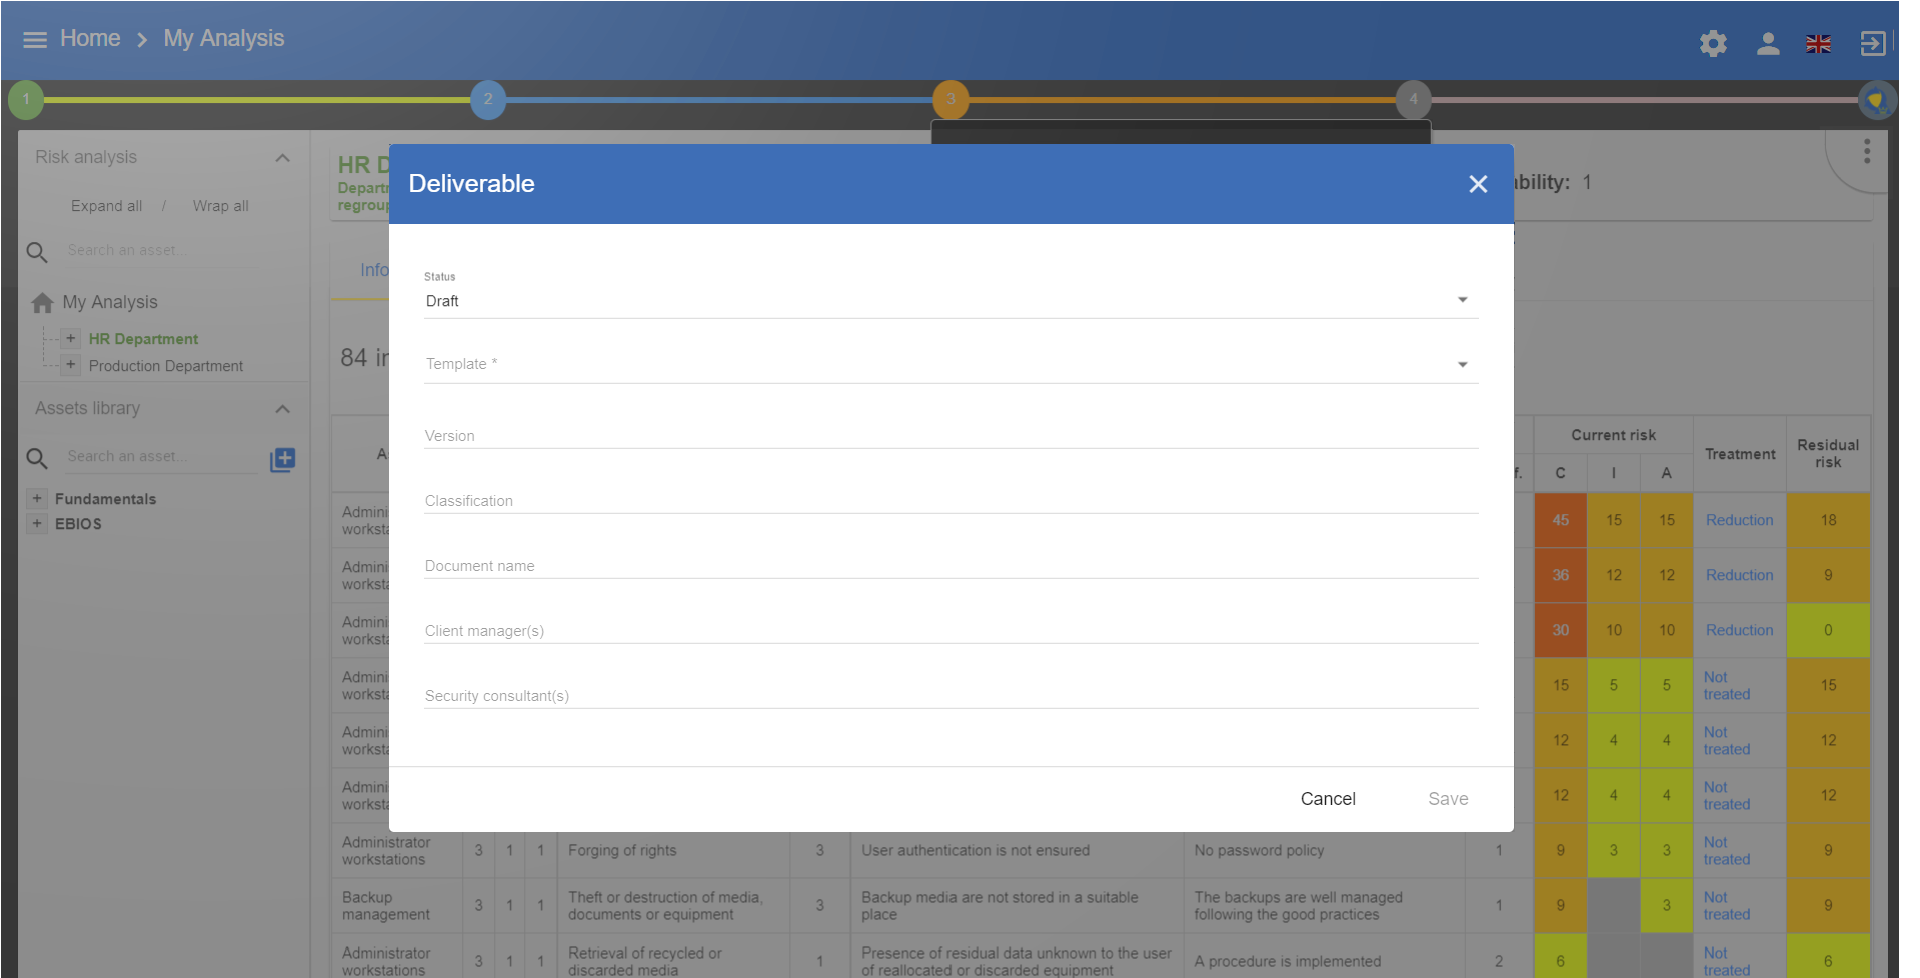 Home > My Analysis
1 2 3 4
Risk analysis
Expand all / Wrap all
Search an asset...
My Analysis
+ HR Department
+ Production Department
Assets library
Search an asset...
+ Fundamentals
+ EBIOS
HR D
Depart
regrou
bility: 1
Info
84 in
Deliverable
Status
Draft
Template *
Version
Classification
Document name
Client manager(s)
Security consultant(s)
Cancel Save
A f. Current risk Treatment Residual risk
C I A
Admini
worksta
45 15 15 Reduction 18
Admini
worksta
36 12 12 Reduction 9
Admini
worksta
30 10 10 Reduction 0
Admini
worksta
15 5 5 Not treated 15
Admini
worksta
12 4 4 Not treated 12
Admini
worksta
12 4 4 Not treated 12
Administrator workstations 3 1 1 Forging of rights 3 User authentication is not ensured No password policy 1 9 3 3 Not treated 9
Backup management 3 1 1 Theft or destruction of media, documents or equipment 3 Backup media are not stored in a suitable place The backups are well managed following the good practices 1 9 3 Not treated 9
Administrator workstations 3 1 1 Retrieval of recycled or discarded media 1 Presence of residual data unknown to the user of reallocated or discarded equipment A procedure is implemented 2 6 Not treated 6